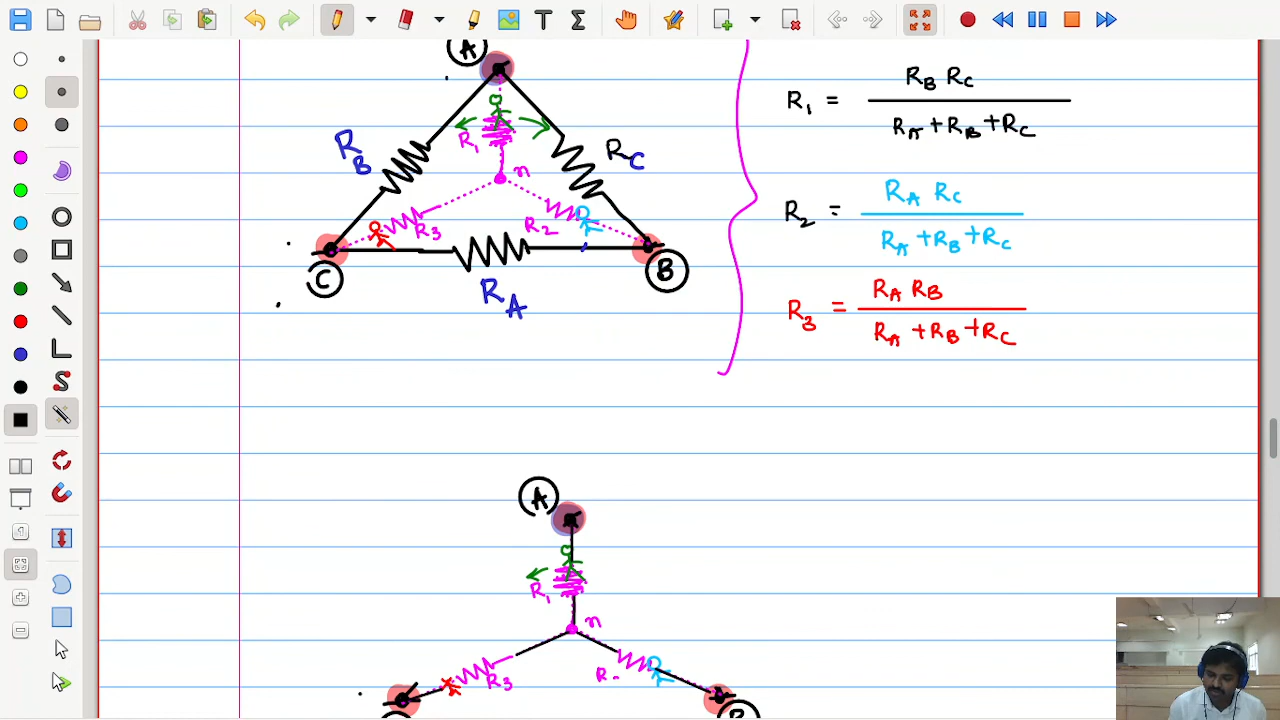 A
R_B
R_1
R_C
n
R_3
R_2
C
R_A
B
R_1 = R_B R_C / R_A + R_B + R_C
R_2 = R_A R_C / R_A + R_B + R_C
R_3 = R_A R_B / R_A + R_B + R_C
A
R_1
n
R_3
B